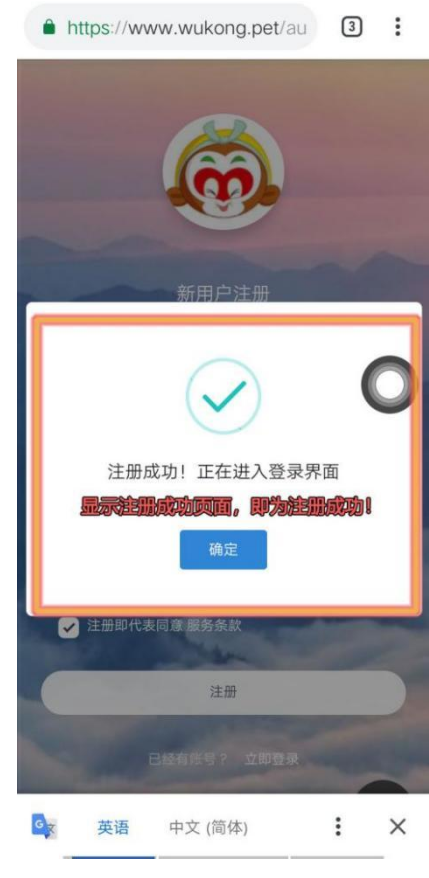 https://www.wukong.pet/au
3
新用户注册
注册成功！正在进入登录界面
显示注册成功页面，即为注册成功！
确定
注册即代表同意 服务条款
注册
已经有账号？ 立即登录
英语 中文 (简体)